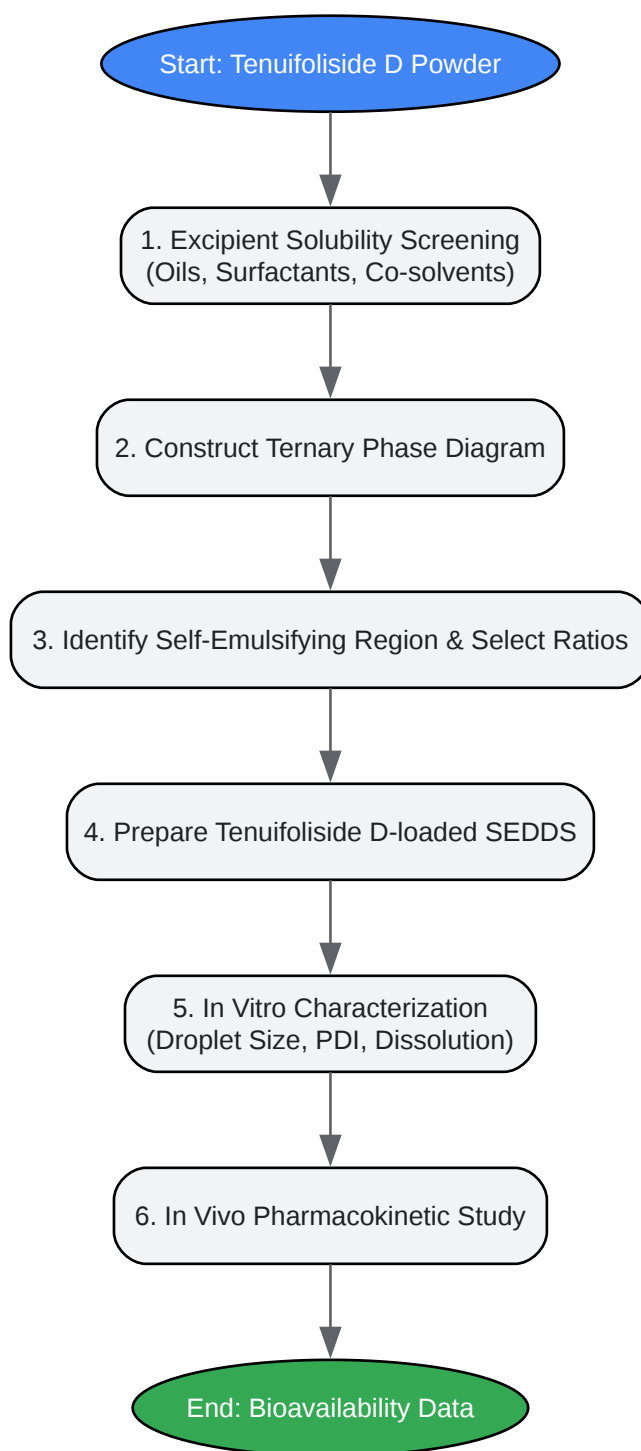 Start: Tenuifoliside D Powder
1. Excipient Solubility Screening
(Oils, Surfactants, Co-solvents)
2. Construct Ternary Phase Diagram
3. Identify Self-Emulsifying Region & Select Ratios
4. Prepare Tenuifoliside D-loaded SEDDS
5. In Vitro Characterization
(Droplet Size, PDI, Dissolution)
6. In Vivo Pharmacokinetic Study
End: Bioavailability Data